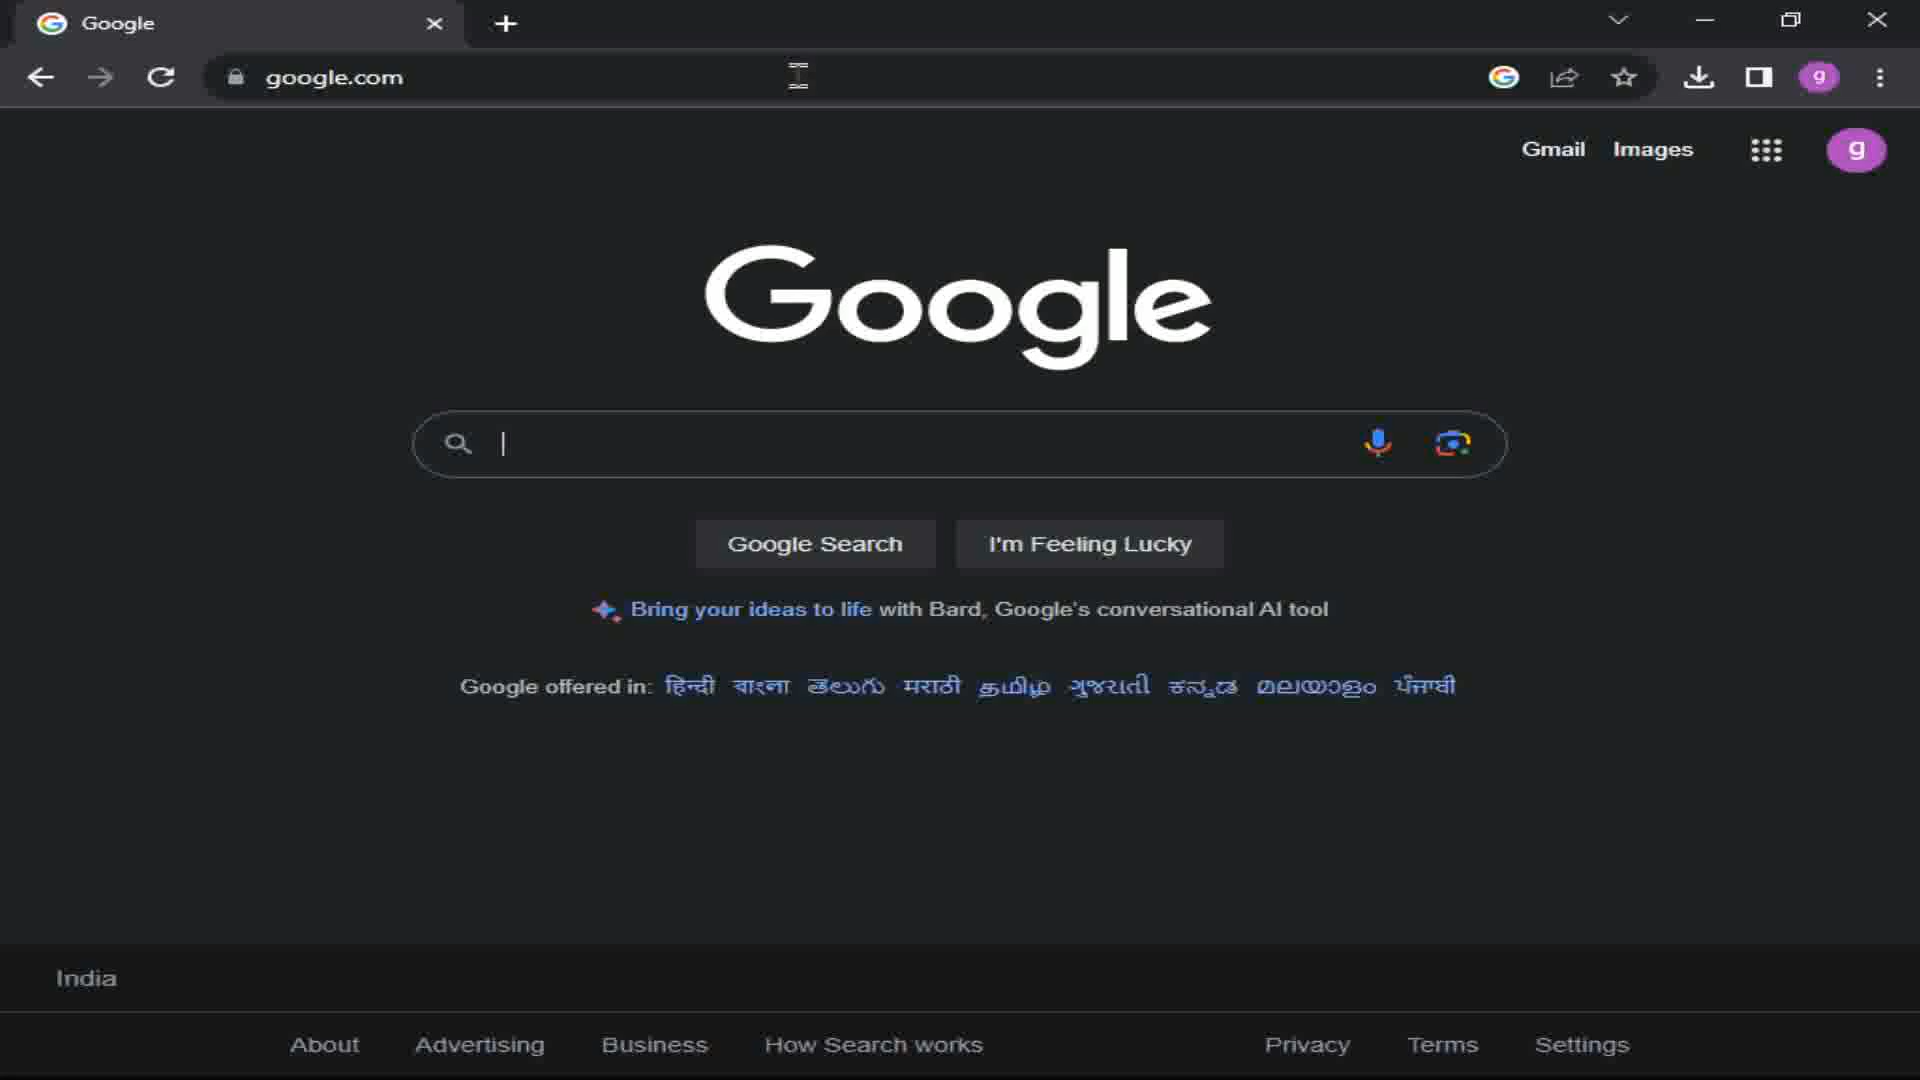 Google
google.com
g
Gmail Images
g
Google
Google Search I'm Feeling Lucky
Bring your ideas to life with Bard, Google's conversational AI tool
Google offered in: हिन्दी বাংলা తెలుగు मराठी தமிழ் ગુજરાતી ಕನ್ನಡ മലയാളം ਪੰਜਾਬੀ
India
About Advertising Business How Search works Privacy Terms Settings